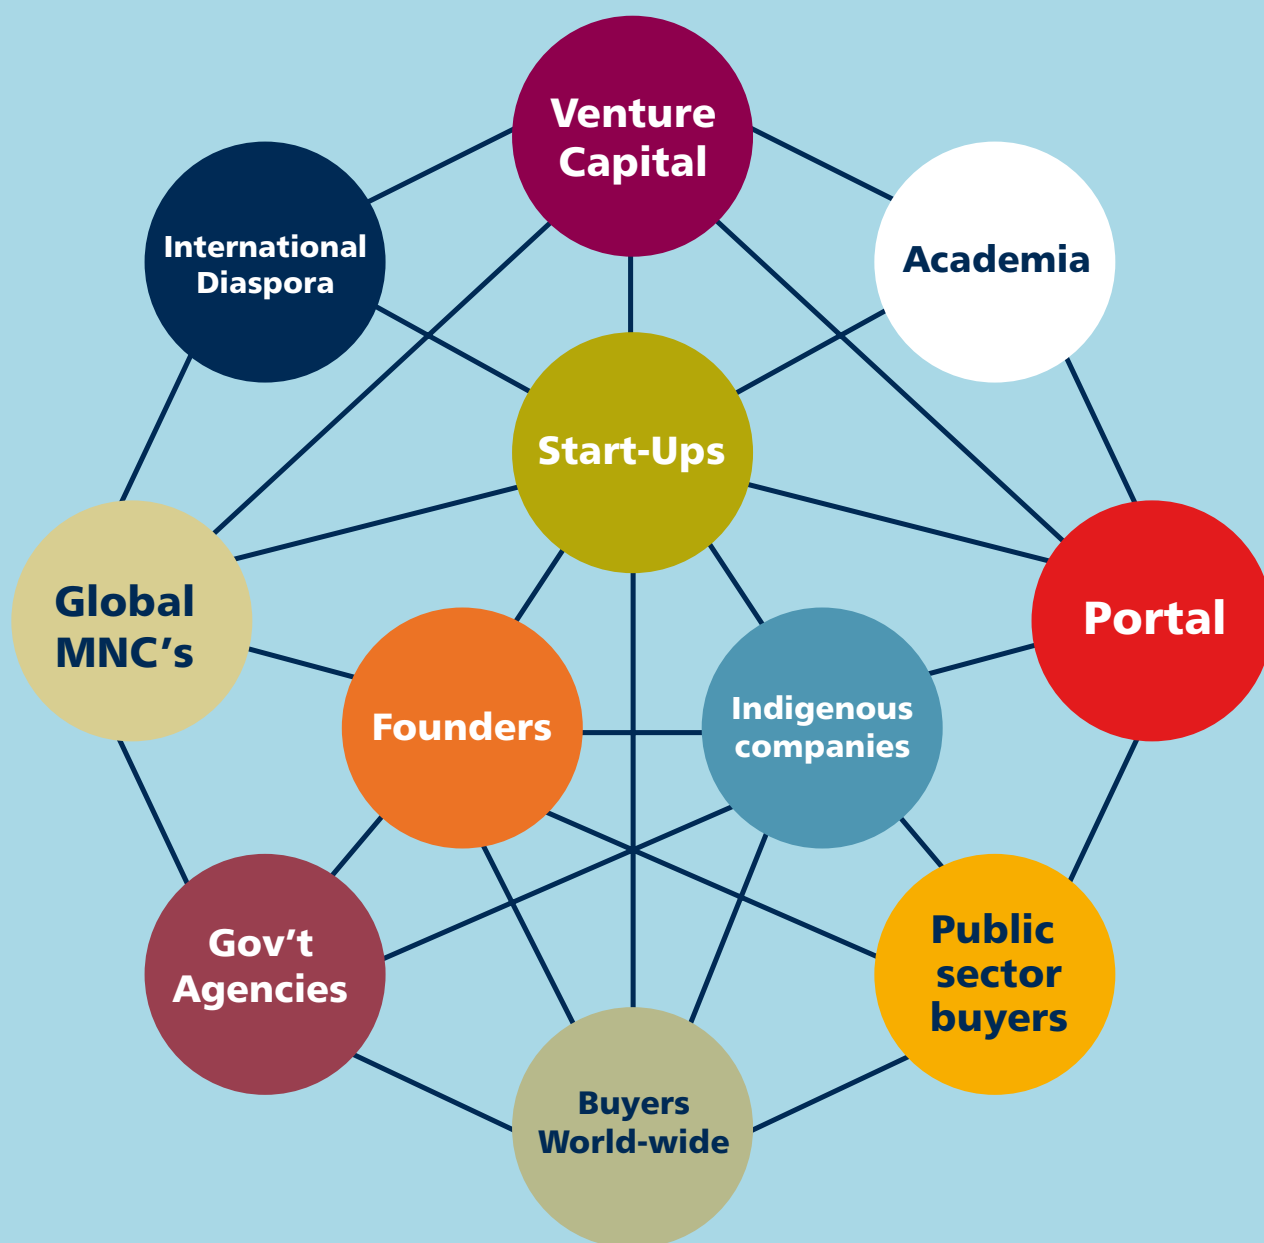 Venture
Capital
International
Diaspora
Academia
Start-Ups
Global
MNC’s
Portal
Founders
Indigenous
companies
Gov’t
Agencies
Public
sector
buyers
Buyers
World-wide